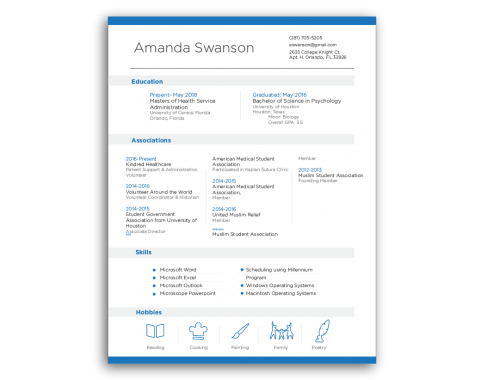 Amanda Swanson
(281) 705-5205
aswanson@gmail.com
2635 College Knight Ct.
Apt. H. Orlando, FL, 32828
Education
Present- May 2018
Masters of Health Service
Administration
University of Central Florida
Orlando, Florida
Graduated: May 2016
Bachelor of Science in Psychology
University of Houston
Houston, Texas
Minor: Biology
Overall GPA: 3.5
Associations
2016-Present
Kindred Healthcare
Patient Support & Administrative
Volunteer
2014-2016
Volunteer Around the World
Volunteer Coordinator & Historian
2014-2015
Student Government
Association from University of
Houston
Associate Director
American Medical Student
Association
Participated in Kaplan Suture Clinic
2014-2015
American Medical Student
Association,
Member
2014-2016
United Muslim Relief
Member
Muslim Student Association
Member
2012-2013
Muslim Student Association
Founding Member
Skills
Microsoft Word
Microsoft Excel
Microsoft Outlook
Microscope Powerpoint
Scheduling using Millennium
Program.
Windows Operating Systems
Macintosh Operating Systems
Hobbies
Reading
Cooking
Painting
Family
Poetry